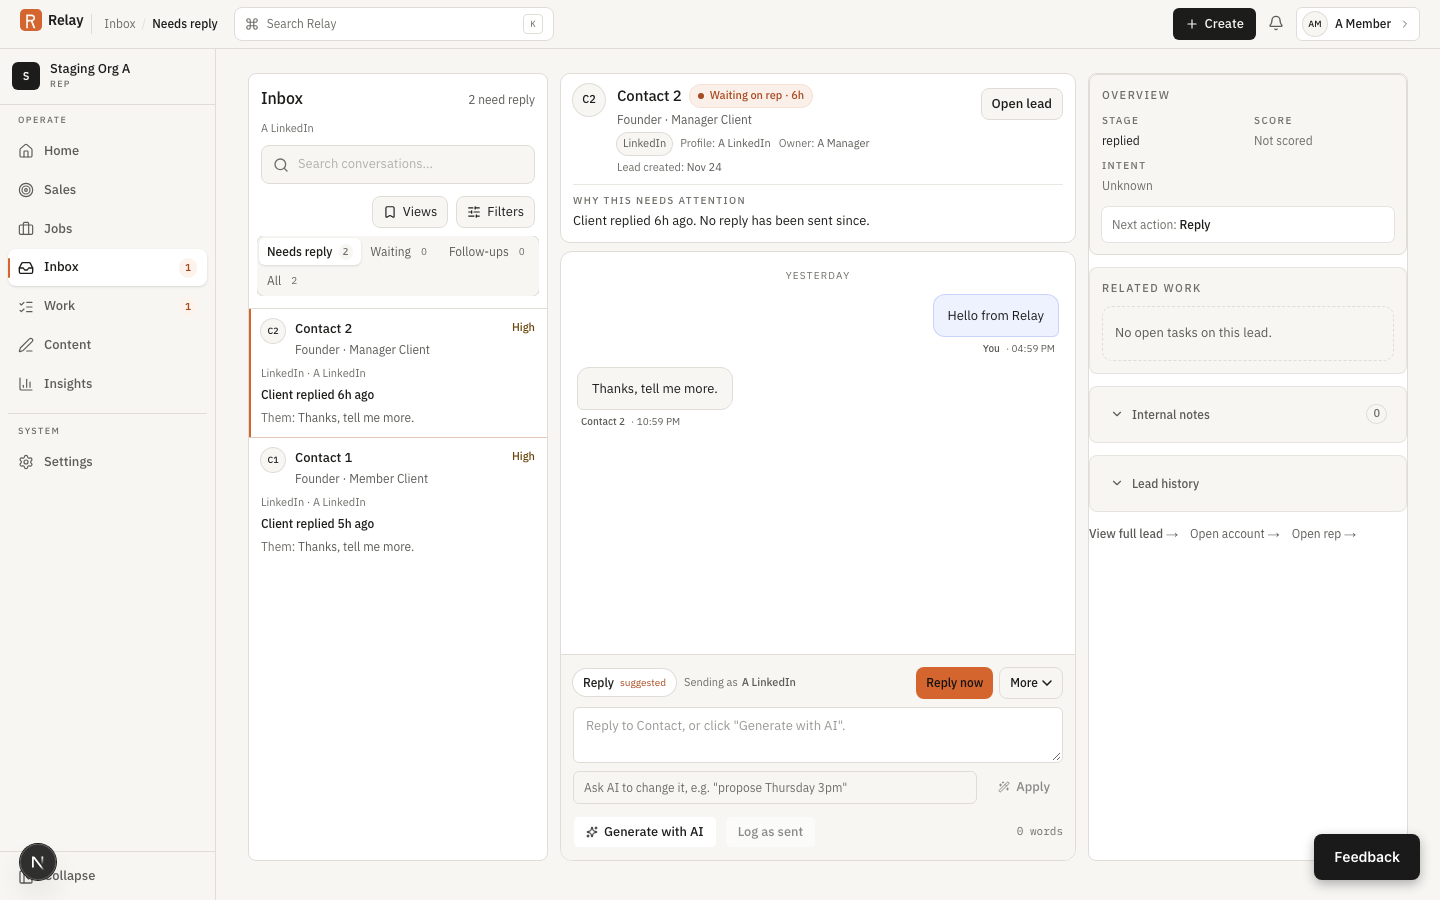 Relay
Inbox / Needs reply
Search Relay
K
Create
AM
A Member
S
Staging Org A
REP
OPERATE
Home
Sales
Jobs
Inbox 1
Work 1
Content
Insights
SYSTEM
Settings
N
Inbox
2 need reply
A LinkedIn
Search conversations...
Views
Filters
Needs reply 2
Waiting 0
Follow-ups 0
All 2
C2
Contact 2
High
Founder · Manager Client
LinkedIn · A LinkedIn
Client replied 6h ago
Them: Thanks, tell me more.
C1
Contact 1
High
Founder · Member Client
LinkedIn · A LinkedIn
Client replied 5h ago
Them: Thanks, tell me more.
C2
Contact 2
Waiting on rep · 6h
Open lead
Founder · Manager Client
LinkedIn
Profile: A LinkedIn
Owner: A Manager
Lead created: Nov 24
WHY THIS NEEDS ATTENTION
Client replied 6h ago. No reply has been sent since.
YESTERDAY
Hello from Relay
You · 04:59 PM
Thanks, tell me more.
Contact 2 · 10:59 PM
Reply suggested
Sending as A LinkedIn
Reply now
More
Reply to Contact, or click "Generate with AI".
Ask AI to change it, e.g. "propose Thursday 3pm"
Apply
Generate with AI
Log as sent
0 words
OVERVIEW
STAGE
SCORE
replied
Not scored
INTENT
Unknown
Next action: Reply
RELATED WORK
No open tasks on this lead.
Internal notes
0
Lead history
View full lead →
Open account →
Open rep →
Feedback